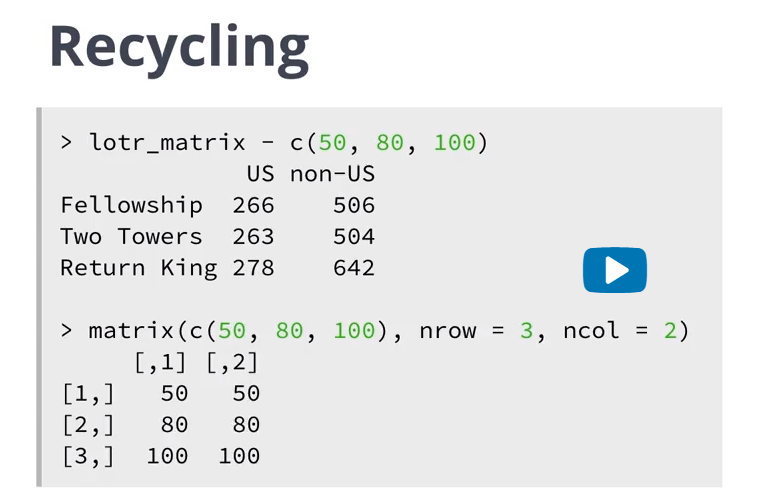 Recycling
> lotr_matrix - c(50, 80, 100)
             US non-US
Fellowship  266    506
Two Towers  263    504
Return King 278    642
> matrix(c(50, 80, 100), nrow = 3, ncol = 2)
     [,1] [,2]
[1,]   50   50
[2,]   80   80
[3,]  100  100